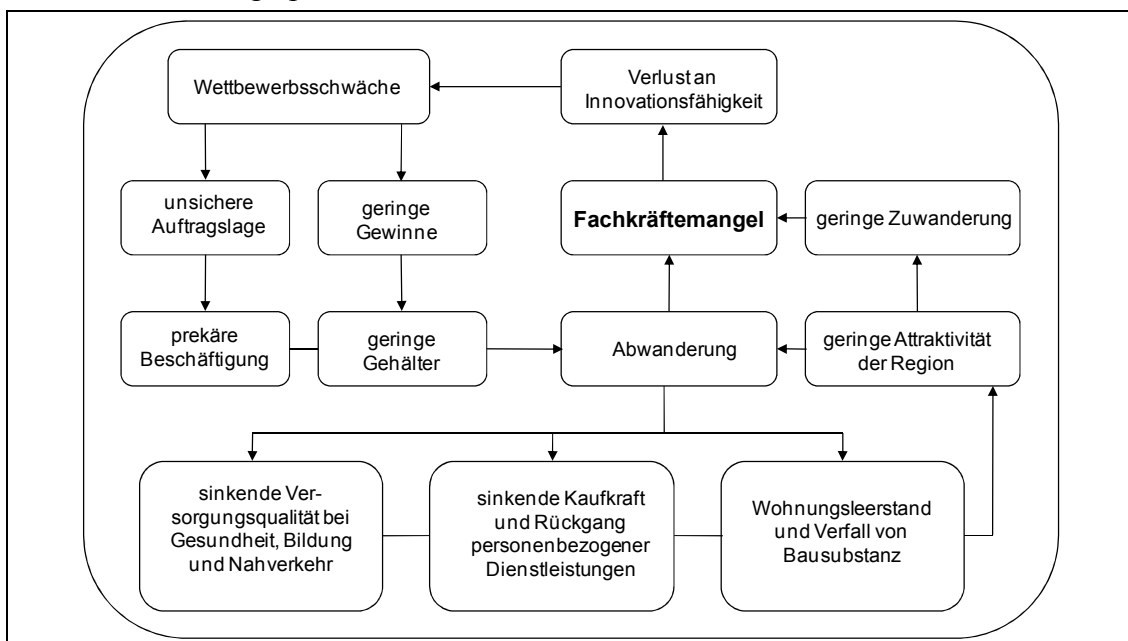 Wettbewerbsschwäche
Verlust an
Innovationsfähigkeit
unsichere
Auftragslage
geringe
Gewinne
Fachkräftemangel
geringe Zuwanderung
prekäre
Beschäftigung
geringe
Gehälter
Abwanderung
geringe Attraktivität
der Region
sinkende Ver-
sorgungsqualität bei
Gesundheit, Bildung
und Nahverkehr
sinkende Kaufkraft
und Rückgang
personenbezogener
Dienstleistungen
Wohnungsleerstand
und Verfall von
Bausubstanz